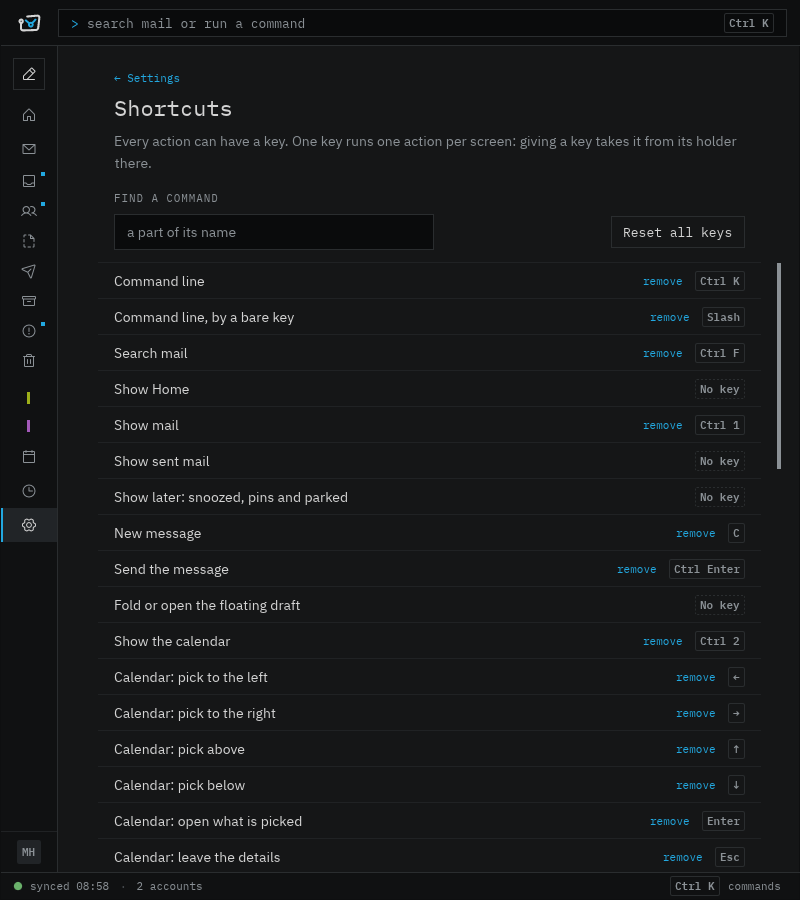 > search mail or run a command Ctrl K
← Settings
Shortcuts
Every action can have a key. One key runs one action per screen: giving a key takes it from its holder
there.
FIND A COMMAND
a part of its name
Reset all keys
Command line remove Ctrl K
Command line, by a bare key remove Slash
Search mail remove Ctrl F
Show Home No key
Show mail remove Ctrl 1
Show sent mail No key
Show later: snoozed, pins and parked No key
New message remove C
Send the message remove Ctrl Enter
Fold or open the floating draft No key
Show the calendar remove Ctrl 2
Calendar: pick to the left remove ←
Calendar: pick to the right remove →
Calendar: pick above remove ↑
Calendar: pick below remove ↓
Calendar: open what is picked remove Enter
Calendar: leave the details remove Esc
MH
synced 08:58 · 2 accounts Ctrl K commands